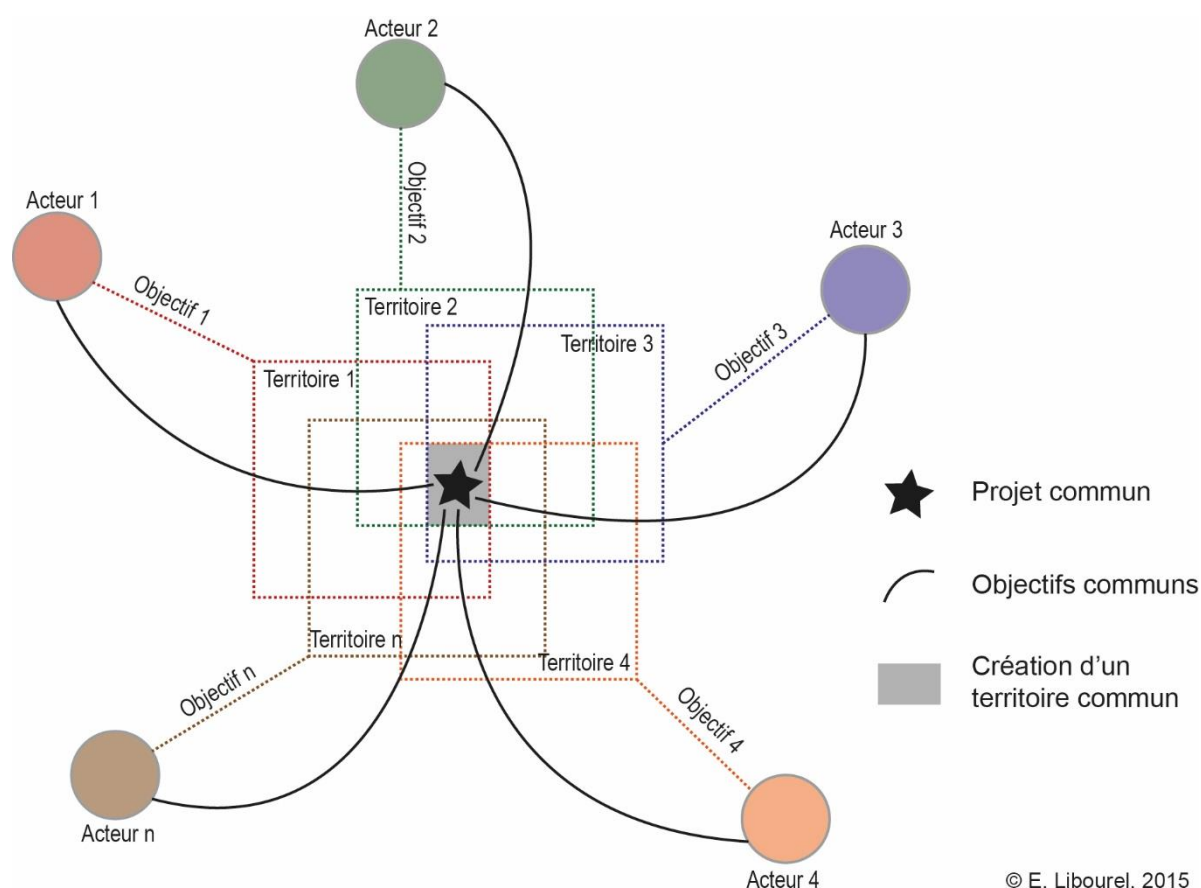 Acteur 2
Acteur 1
Objectif 2
Acteur 3
Objectif 1
Territoire 2
Territoire 3
Objectif 3
Territoire 1
Projet commun
Objectifs communs
Territoire n
Territoire 4
Création d'un
territoire commun
Objectif n
Objectif 4
Acteur n
Acteur 4
© E. Libourel, 2015